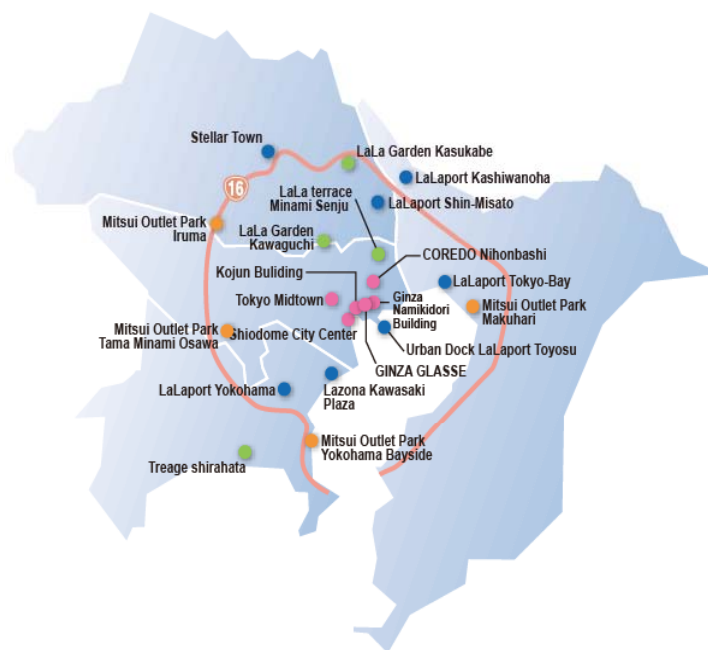 Stellar Town
LaLa Garden Kasukabe
LaLaport Kashiwanoha
LaLa terrace
Minami Senju
LaLaport Shin-Misato
16
Mitsui Outlet Park
Iruma
LaLa Garden
Kawaguchi
COREDO Nihonbashi
Kojun Buliding
LaLaport Tokyo-Bay
Tokyo Midtown
Ginza
Namikidori
Building
Mitsui Outlet Park
Makuhari
Mitsui Outlet Park
Tama Minami Osawa
Shiodome City Center
Urban Dock LaLaport Toyosu
GINZA GLASSE
LaLaport Yokohama
Lazona Kawasaki
Plaza
Mitsui Outlet Park
Yokohama Bayside
Treage shirahata